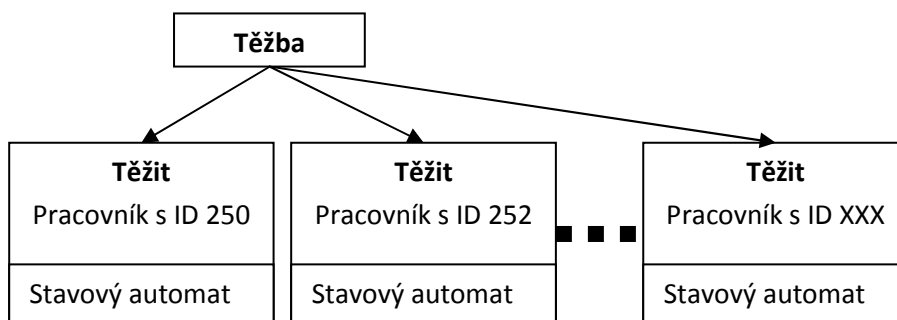 Těžba
Těžit
Pracovník s ID 250
Stavový automat
Těžit
Pracovník s ID 252
Stavový automat
Těžit
Pracovník s ID XXX
Stavový automat